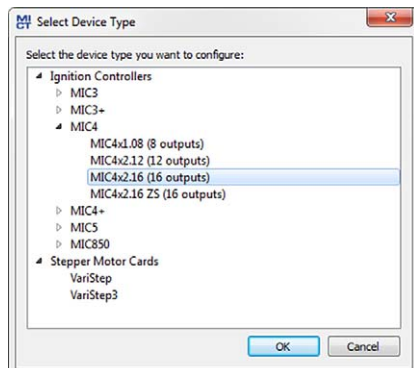 MICT Select Device Type
Select the device type you want to configure:
Ignition Controllers
MIC3
MIC3+
MIC4
MIC4x1.08 (8 outputs)
MIC4x2.12 (12 outputs)
MIC4x2.16 (16 outputs)
MIC4x2.16 ZS (16 outputs)
MIC4+
MIC5
MIC850
Stepper Motor Cards
VariStep
VariStep3
OK Cancel